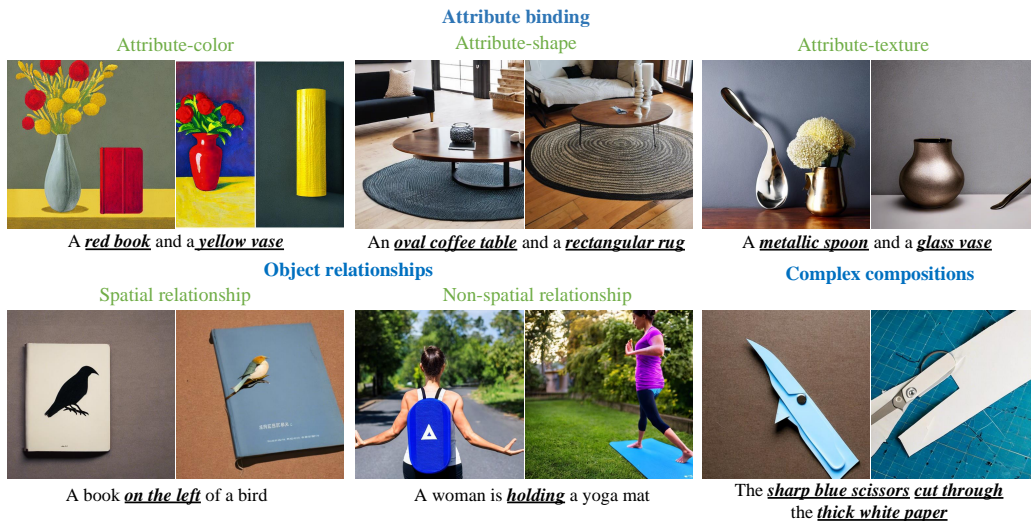 Attribute binding
Attribute-color
Attribute-shape
Attribute-texture
A red book and a yellow vase
An oval coffee table and a rectangular rug
A metallic spoon and a glass vase
Object relationships
Complex compositions
Spatial relationship
Non-spatial relationship
A book on the left of a bird
A woman is holding a yoga mat
The sharp blue scissors cut through
the thick white paper